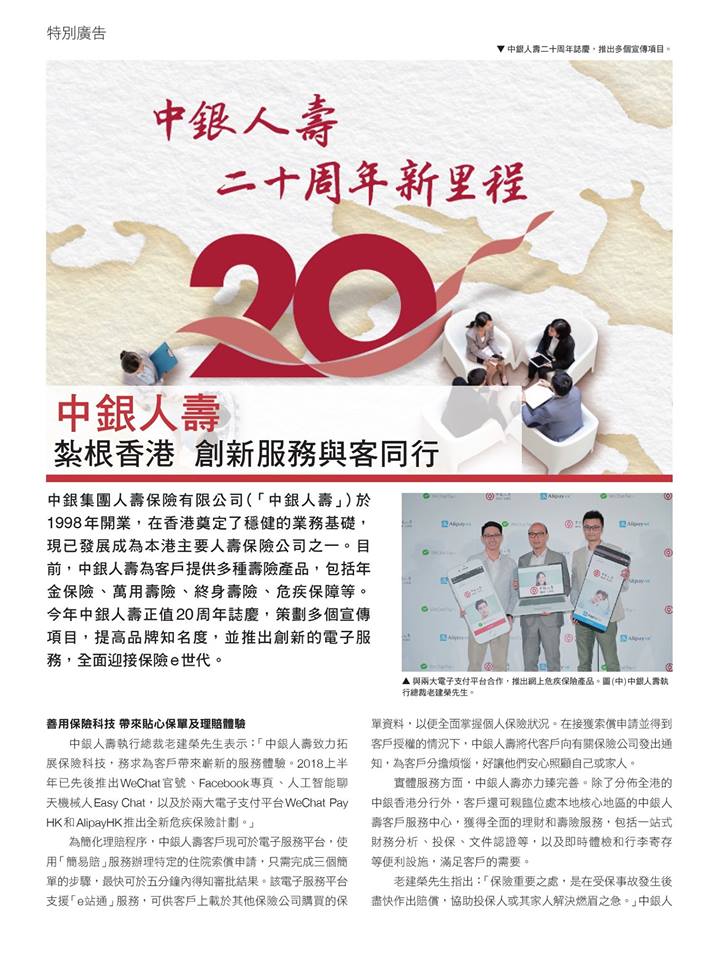 特別廣告
▼ 中銀人壽二十周年誌慶，推出多個宣傳項目。
中銀人壽
二十周年新里程
20
中銀人壽
紮根香港 創新服務與客同行
中銀集團人壽保險有限公司(「中銀人壽」)於
1998年開業，在香港奠定了穩健的業務基礎，
現已發展成為本港主要人壽保險公司之一。目
前，中銀人壽為客戶提供多種壽險產品，包括年
金保險、萬用壽險、終身壽險、危疾保障等。
今年中銀人壽正值20周年誌慶，策劃多個宣傳
項目，提高品牌知名度，並推出創新的電子服
務，全面迎接保險e世代。
▲ 與兩大電子支付平台合作，推出網上危疾保險產品。圖(中)中銀人壽執
行總裁老建榮先生。
善用保險科技 帶來貼心保單及理賠體驗
中銀人壽執行總裁老建榮先生表示：「中銀人壽致力拓
展保險科技，務求為客戶帶來嶄新的服務體驗。2018上半
年已先後推出WeChat官號、Facebook專頁、人工智能聊
天機械人Easy Chat，以及於兩大電子支付平台WeChat Pay
HK和AlipayHK推出全新危疾保險計劃。」
為簡化理賠程序，中銀人壽客戶現可於電子服務平台，使
用「簡易賠」服務辦理特定的住院索償申請，只需完成三個簡
單的步驟，最快可於五分鐘內得知審批結果。該電子服務平台
支援「e站通」服務，可供客戶上載於其他保險公司購買的保
單資料，以便全面掌握個人保險狀況。在接獲索償申請並得到
客戶授權的情況下，中銀人壽將代客戶向有關保險公司發出通
知，為客戶分擔煩惱，好讓他們安心照顧自己或家人。
實體服務方面，中銀人壽亦力臻完善。除了分佈全港的
中銀香港分行外，客戶還可親臨位處本地核心地區的中銀人
壽客戶服務中心，獲得全面的理財和壽險服務，包括一站式
財務分析、投保、文件認證等，以及即時體檢和行李寄存
等便利設施，滿足客戶的需要。
老建榮先生指出：「保險重要之處，是在受保事故發生後
盡快作出賠償，協助投保人或其家人解決燃眉之急。」中銀人